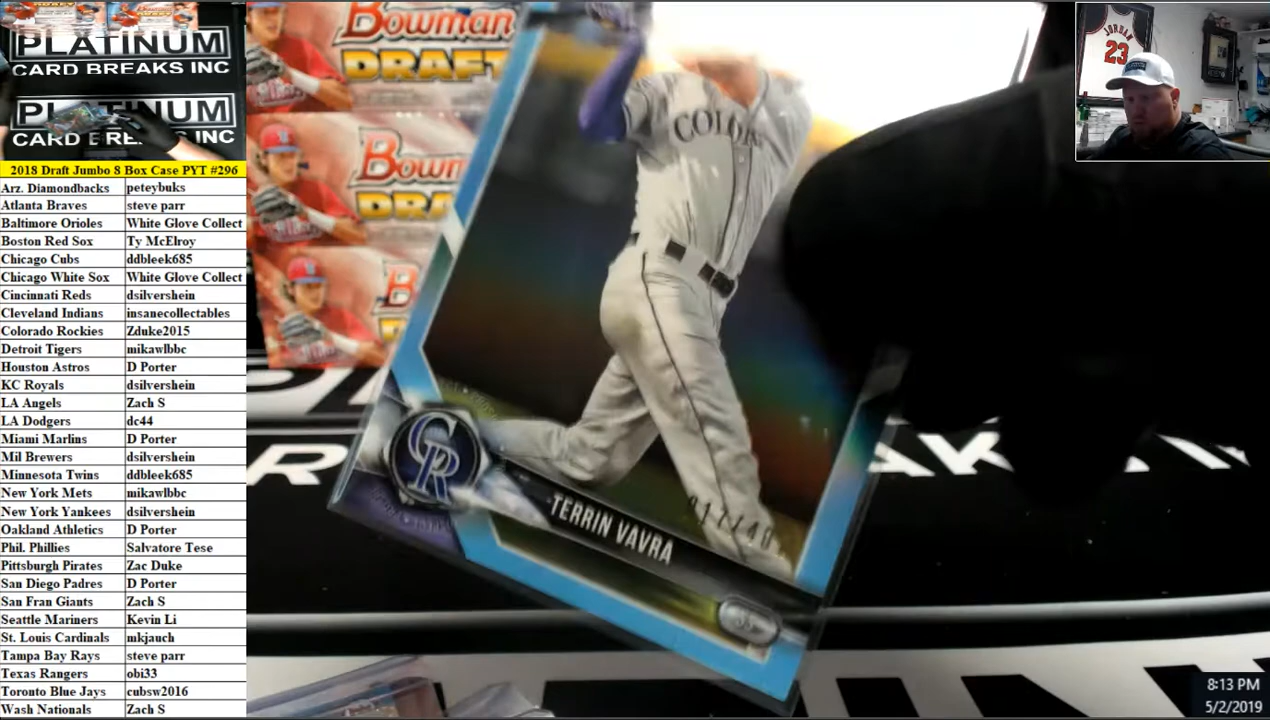 PLATINUM
CARD BREAKS INC
PLATINUM
CARD BRE INC
2018 Draft Jumbo 8 Box Case PYT #296
Arz. Diamondbacks peteybuks
Atlanta Braves steve parr
Baltimore Orioles White Glove Collect
Boston Red Sox Ty McElroy
Chicago Cubs ddbleek685
Chicago White Sox White Glove Collect
Cincinnati Reds dsilvershein
Cleveland Indians insanecollectables
Colorado Rockies Zduke2015
Detroit Tigers mikawlbbc
Houston Astros D Porter
KC Royals dsilvershein
LA Angels Zach S
LA Dodgers dc44
Miami Marlins D Porter
Mil Brewers dsilvershein
Minnesota Twins ddbleek685
New York Mets mikawlbbc
New York Yankees dsilvershein
Oakland Athletics D Porter
Phil. Phillies Salvatore Tese
Pittsburgh Pirates Zac Duke
San Diego Padres D Porter
San Fran Giants Zach S
Seattle Mariners Kevin Li
St. Louis Cardinals mkjauch
Tampa Bay Rays steve parr
Texas Rangers obi33
Toronto Blue Jays cubsw2016
Wash Nationals Zach S
Bowman
DRAFT
Bowm
DRA
B
COLO
CR
TERRIN VAVRA
JORDAN
23
8:13 PM
5/2/2019